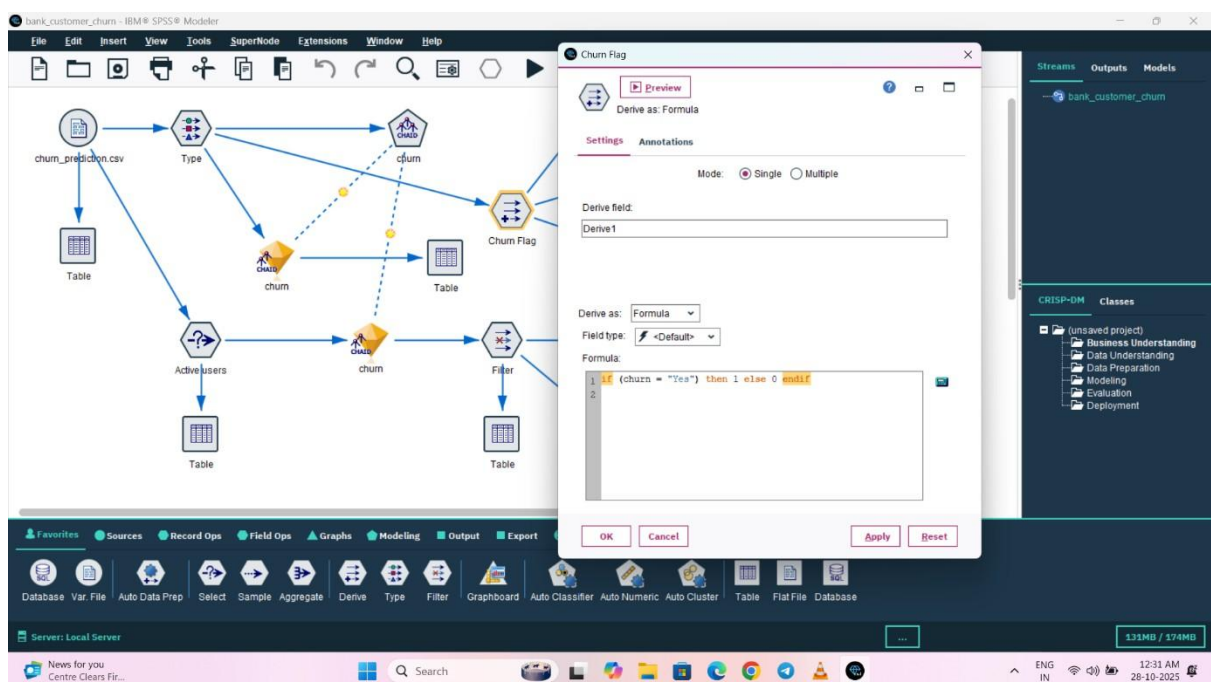 bank_customer_churn - IBM® SPSS® Modeler
File Edit Insert View Tools SuperNode Extensions Window Help
churn_prediction.csv
Type
CHAID
churn
Table
CHAID
churn
Table
Churn Flag
Active users
CHAID
churn
Filter
Table
Table
Churn Flag
Preview
Derive as: Formula
Settings Annotations
Mode: Single Multiple
Derive field:
Derive1
Derive as: Formula
Field type: <Default>
Formula:
1 if (churn = "Yes") then 1 else 0 endif
2
OK Cancel Apply Reset
Streams Outputs Models
bank_customer_churn
CRISP-DM Classes
(unsaved project)
Business Understanding
Data Understanding
Data Preparation
Modeling
Evaluation
Deployment
Favorites Sources Record Ops Field Ops Graphs Modeling Output Export
SQL SQL
Database Var. File Auto Data Prep Select Sample Aggregate Derive Type Filter Graphboard Auto Classifier Auto Numeric Auto Cluster Table Flat File Database
Server: Local Server ... 131MB / 174MB
News for you
Centre Clears Fir...
Search
ENG
IN
12:31 AM
28-10-2025